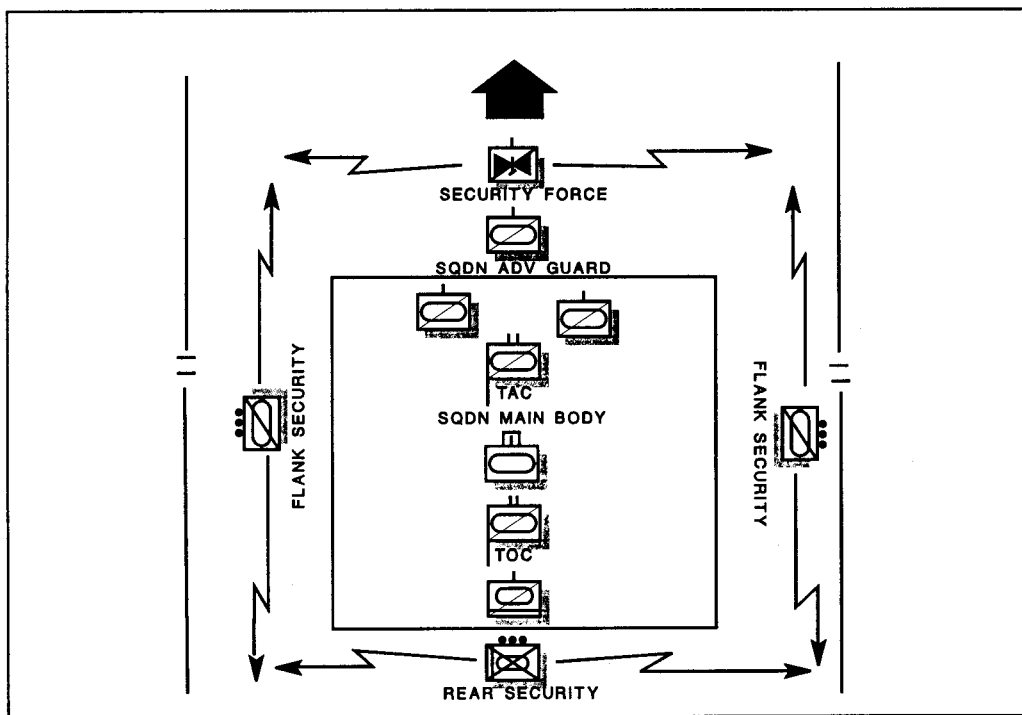 SECURITY FORCE
SQDN ADV GUARD
TAC
SQDN MAIN BODY
FLANK SECURITY
FLANK SECURITY
TOC
REAR SECURITY